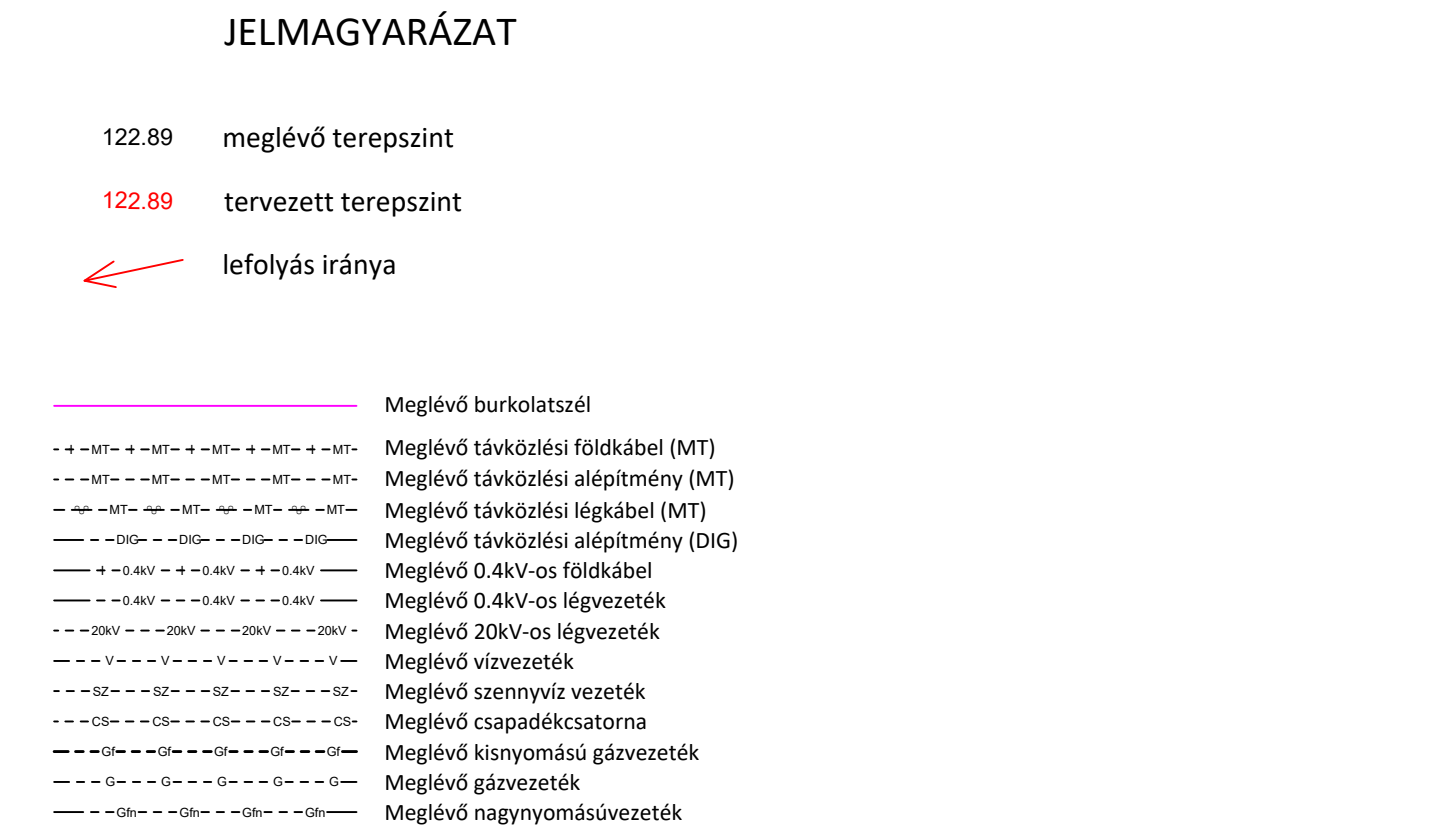 JELMAGYARÁZAT
122.89 meglévő terepszint
122.89 tervezett terepszint
lefolyás iránya
Meglévő burkolatszél
MT MT MT MT MT Meglévő távközlési földkábel (MT)
MT MT MT MT MT Meglévő távközlési alépítmény (MT)
MT MT MT MT Meglévő távközlési légkábel (MT)
DIG DIG DIG DIG Meglévő távközlési alépítmény (DIG)
0.4kV 0.4kV 0.4kV Meglévő 0.4kV-os földkábel
0.4kV 0.4kV 0.4kV Meglévő 0.4kV-os légvezeték
20kV 20kV 20kV 20kV Meglévő 20kV-os légvezeték
V V V V V Meglévő vízvezeték
SZ SZ SZ SZ SZ Meglévő szennyvíz vezeték
CS CS CS CS CS Meglévő csapadékcsatorna
Gf Gf Gf Gf Gf Meglévő kisnyomású gázvezeték
G G G G G Meglévő gázvezeték
Gfn Gfn Gfn Gfn Meglévő nagynyomásúvezeték